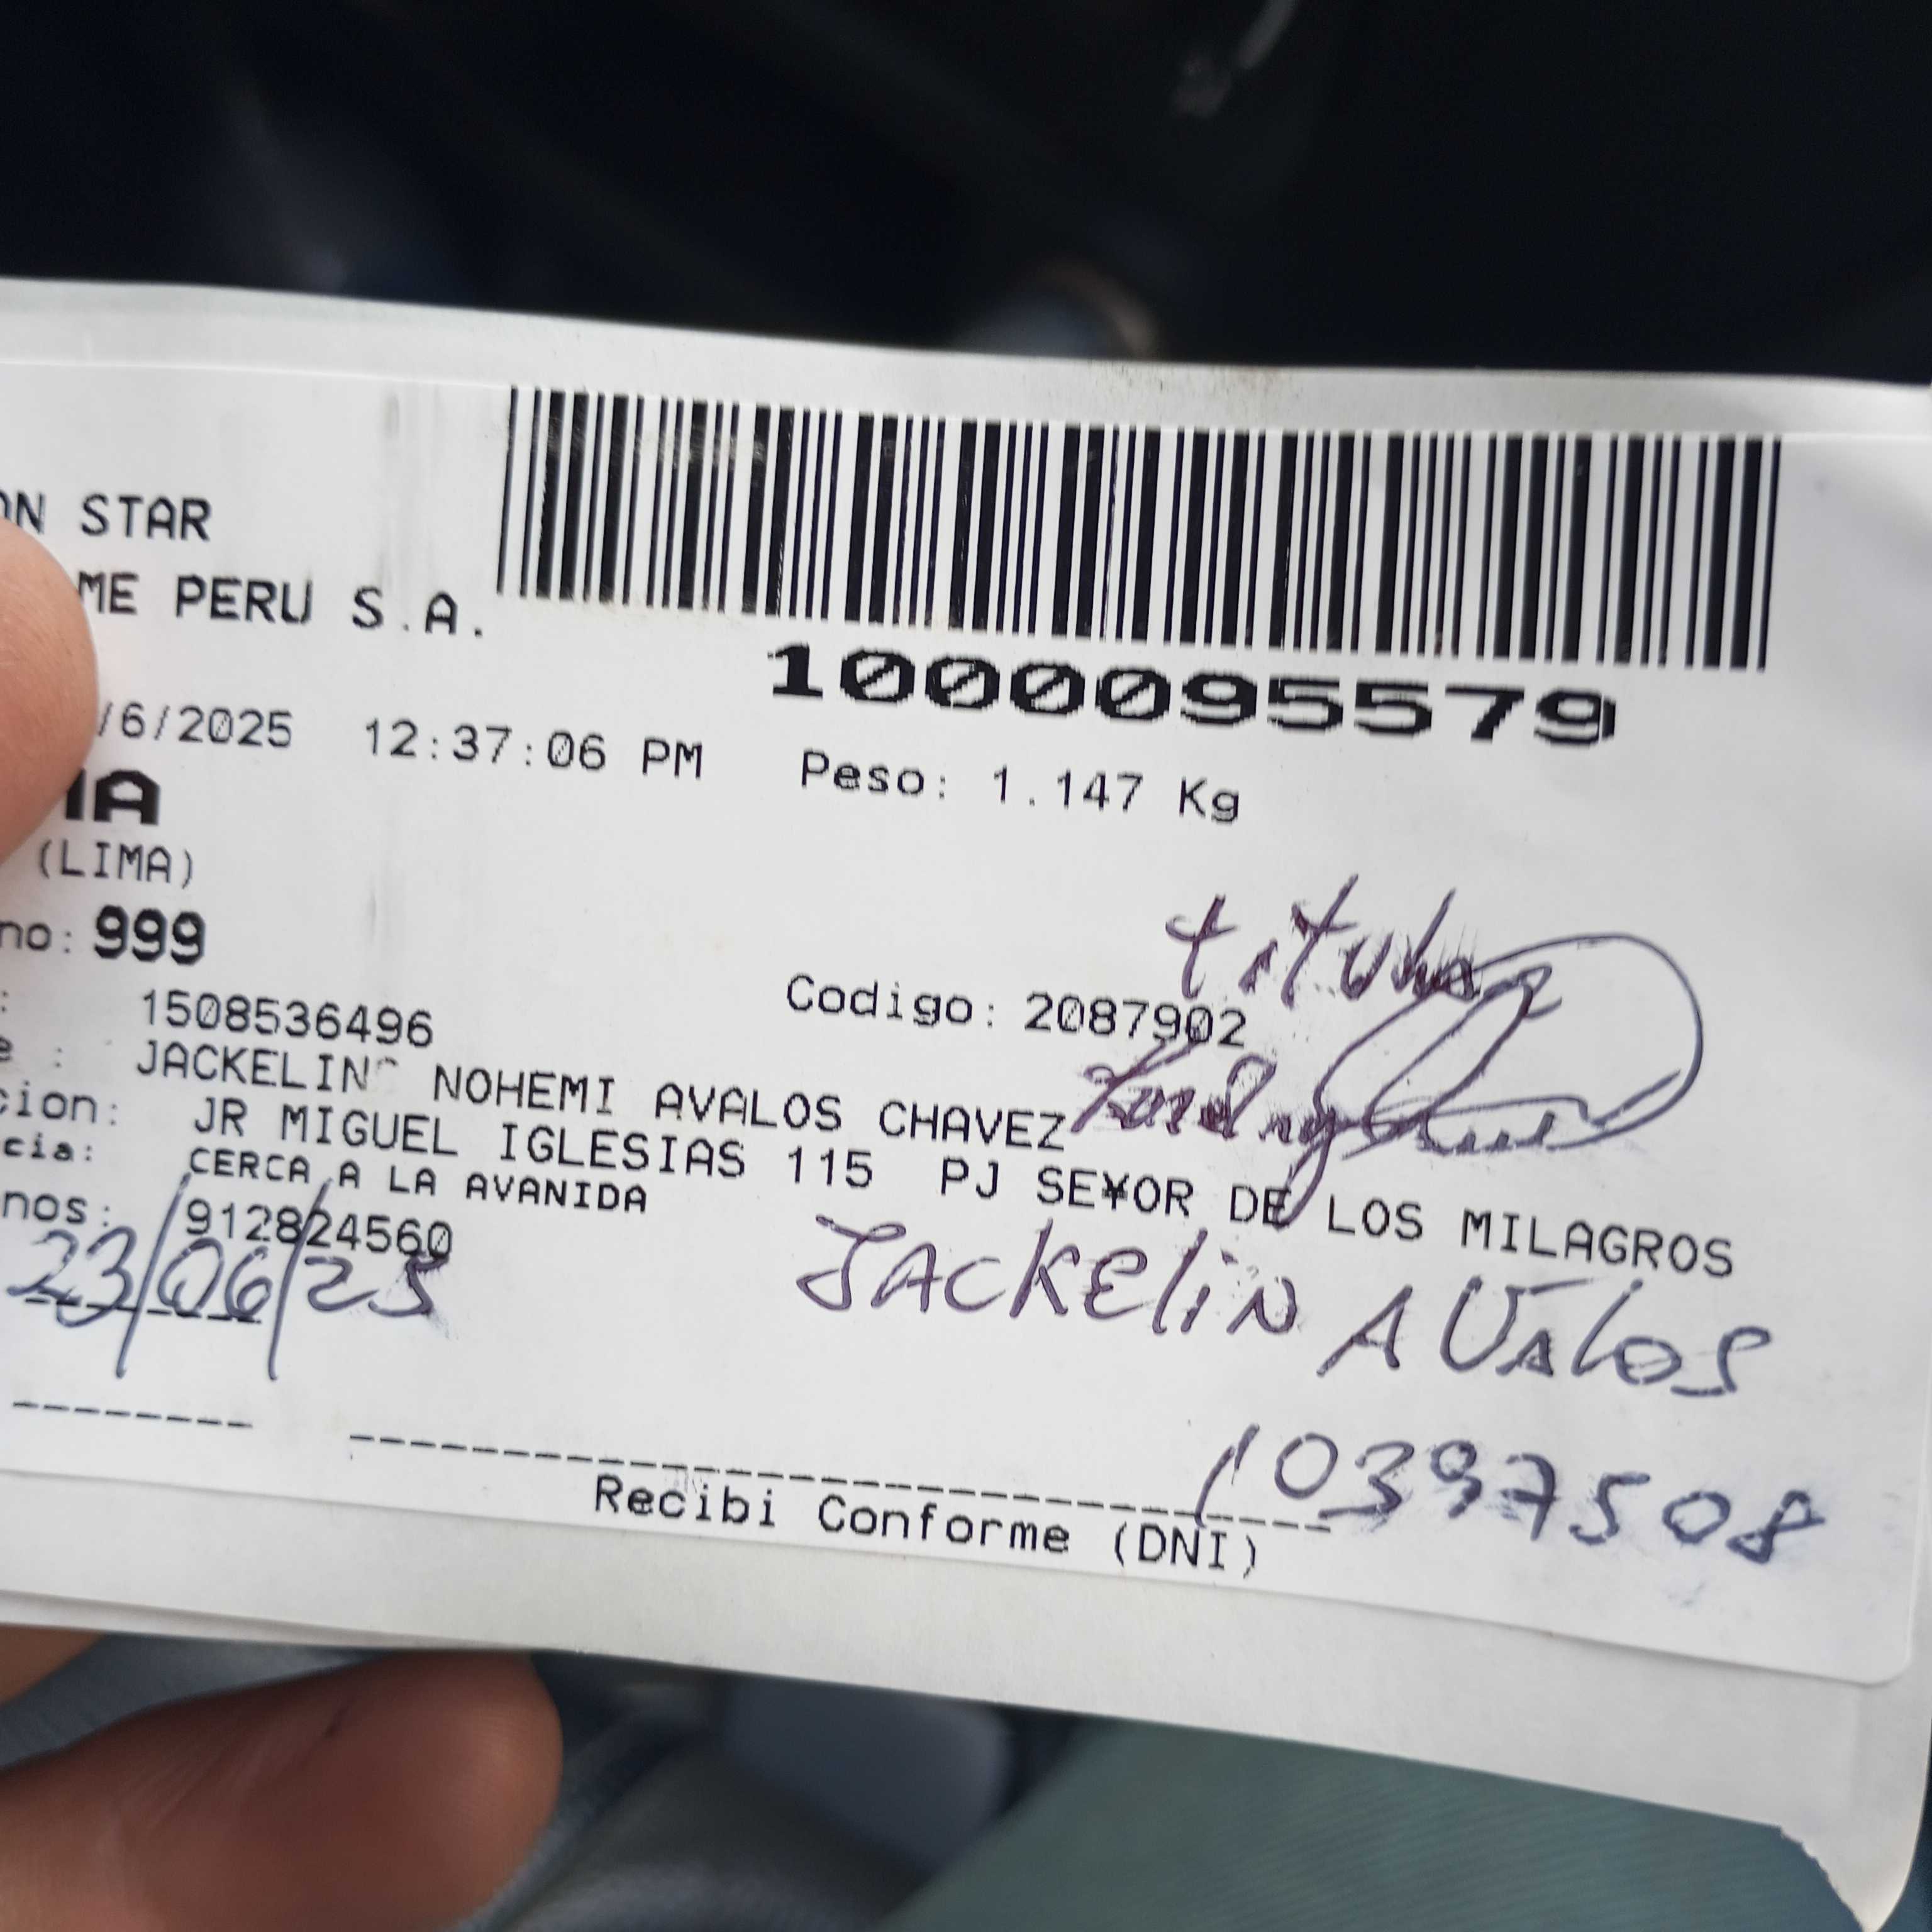 ON STAR
ME PERU S.A.
1000095579
/6/2025 12:37:06 PM Peso: 1.147 Kg
MA
(LIMA)
no: 999
titular
: 1508536496 Codigo: 2087902
e : JACKELIN NOHEMI AVALOS CHAVEZ
cion: JR MIGUEL IGLESIAS 115 PJ SE¥OR DE LOS MILAGROS
cia: CERCA A LA AVANIDA
nos: 912824560
23/06/25
JACKELIN AVALOS
10397508
Recibi Conforme (DNI)